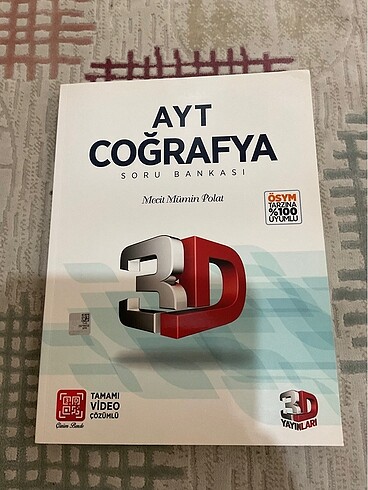 AYT
COĞRAFYA
SORU BANKASI
Mecit Mümin Polat
ÖSYM
TARZINA
%100
UYUMLU
3D
TAMAMI
VİDEO
ÇÖZÜMLÜ
3D
YAYINLARI